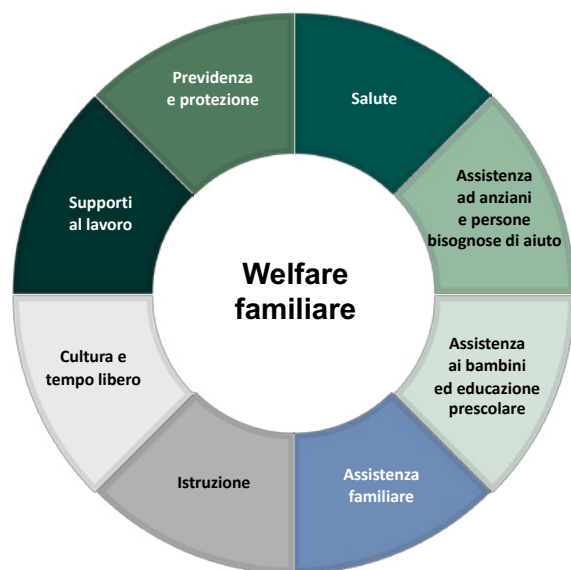 Previdenza
e protezione
Salute
Assistenza
ad anziani
e persone
bisognose di aiuto
Supporti
al lavoro
Welfare
familiare
Cultura e
tempo libero
Assistenza
ai bambini
ed educazione
prescolare
Istruzione
Assistenza
familiare